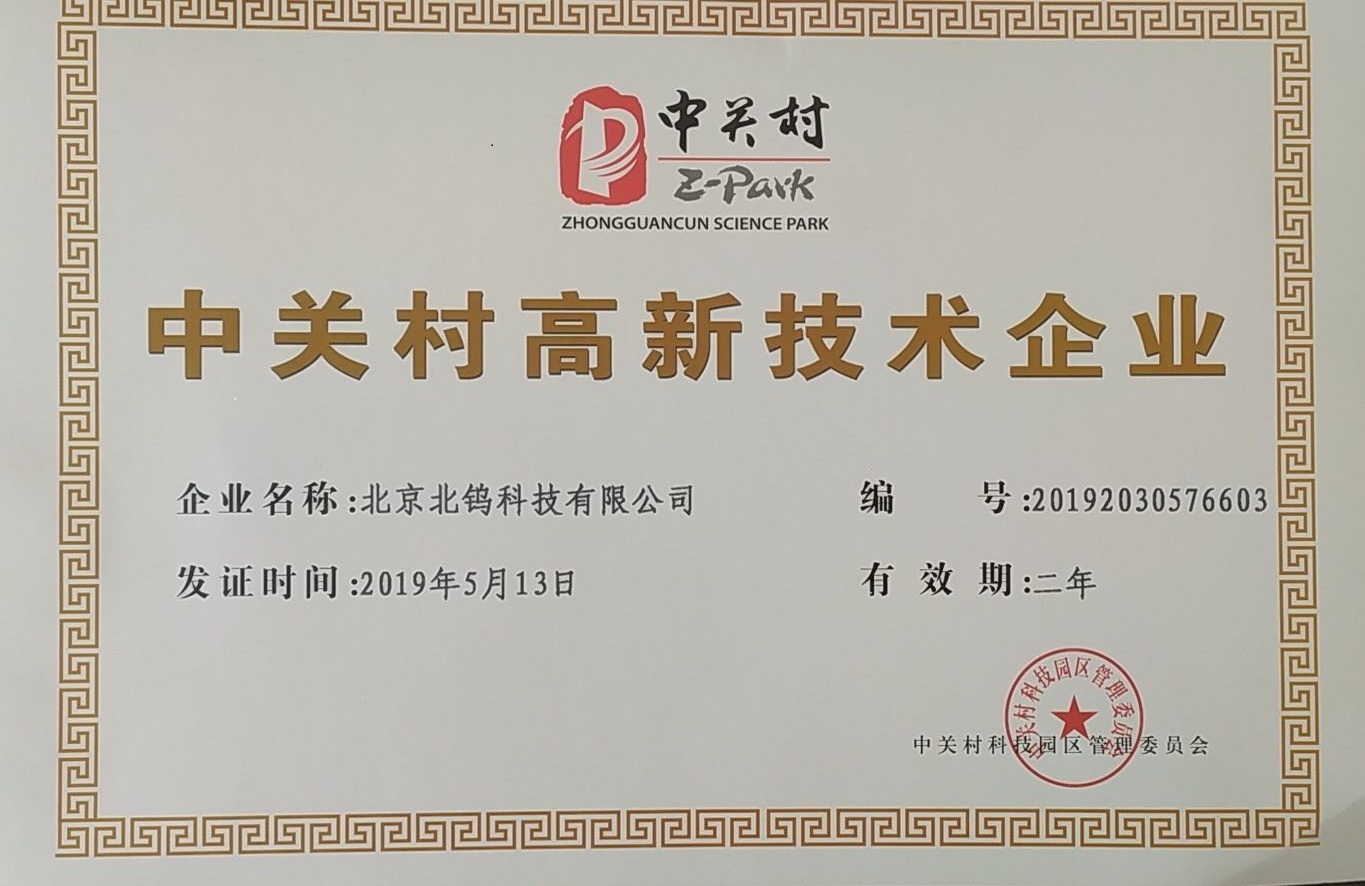 中关村
Z-Park
ZHONGGUANCUN SCIENCE PARK
中关村高新技术企业
企业名称:北京北钨科技有限公司
编号:20192030576603
发证时间:2019年5月13日
有效期:二年
中关村科技园区管理委员会
中关村科技园区管理委员会